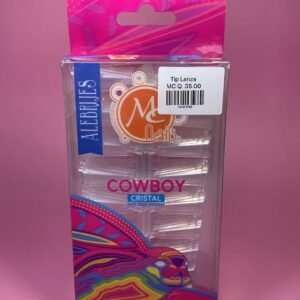 Tip Lanza
MC Q. 35.00
ALEBRIJES
MC
Nails
COWBOY
CRISTAL